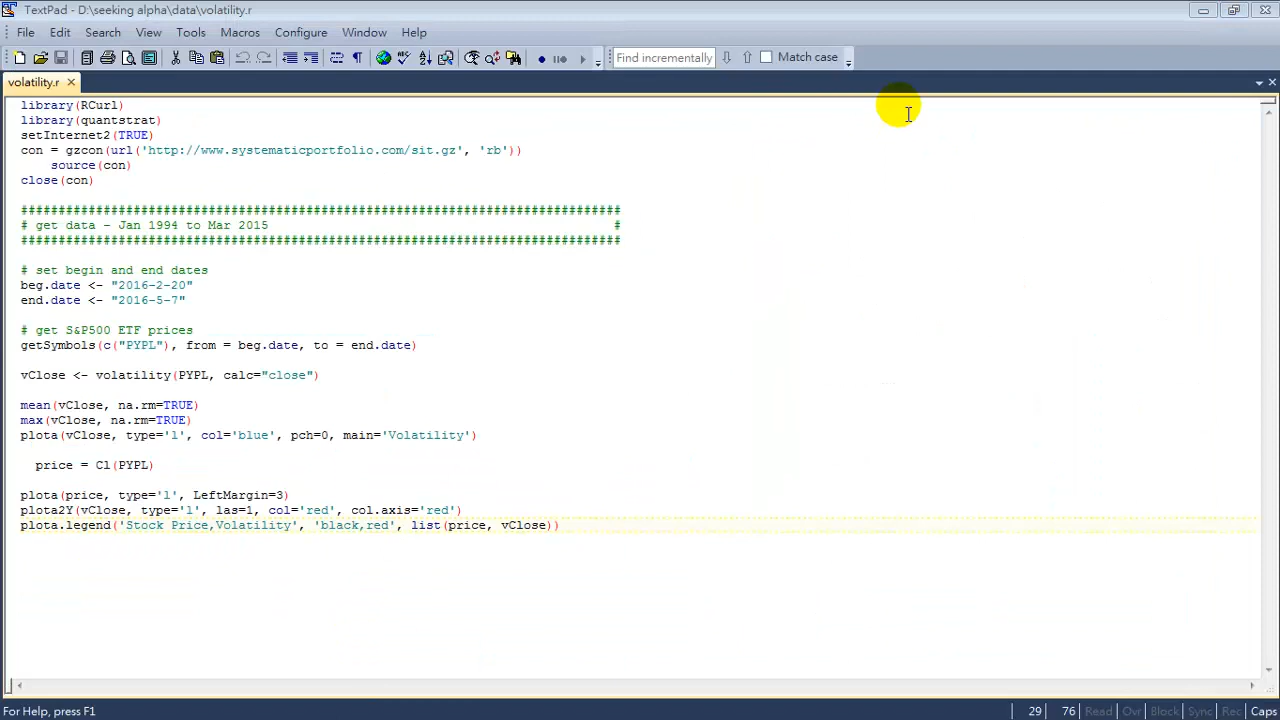 TextPad - D:\seeking alpha\data\volatility.r
File Edit Search View Tools Macros Configure Window Help
Find incrementally Match case
volatility.r
library(RCurl)
library(quantstrat)
setInternet2(TRUE)
con = gzcon(url('http://www.systematicportfolio.com/sit.gz', 'rb'))
    source(con)
close(con)
################################################################################
# get data - Jan 1994 to Mar 2015                                              #
################################################################################
# set begin and end dates
beg.date <- "2016-2-20"
end.date <- "2016-5-7"
# get S&P500 ETF prices
getSymbols(c("PYPL"), from = beg.date, to = end.date)
vClose <- volatility(PYPL, calc="close")
mean(vClose, na.rm=TRUE)
max(vClose, na.rm=TRUE)
plota(vClose, type='l', col='blue', pch=0, main='Volatility')
  price = Cl(PYPL)
plota(price, type='l', LeftMargin=3)
plota2Y(vClose, type='l', las=1, col='red', col.axis='red')
plota.legend('Stock Price,Volatility', 'black,red', list(price, vClose))
For Help, press F1 29 76 Read Ovr Block Sync Rec Caps